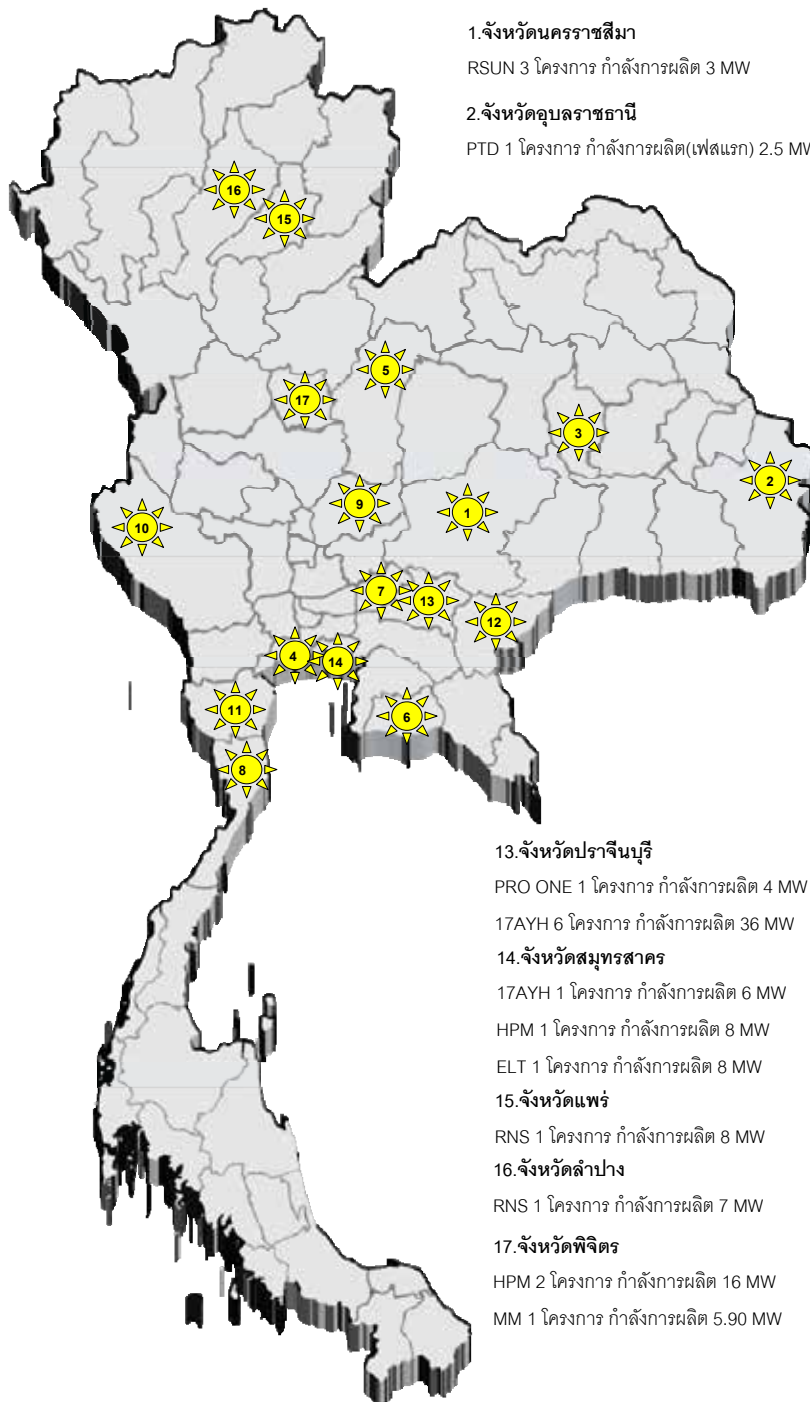 1.จังหวัดนครราชสีมา
RSUN 3 โครงการ กำลังการผลิต 3 MW
2.จังหวัดอุบลราชธานี
PTD 1 โครงการ กำลังการผลิต(เฟสแรก) 2.5 MW
16
15
5
17
3
2
9
1
10
7
13
12
4
14
11
6
8
13.จังหวัดปราจีนบุรี
PRO ONE 1 โครงการ กำลังการผลิต 4 MW
17AYH 6 โครงการ กำลังการผลิต 36 MW
14.จังหวัดสมุทรสาคร
17AYH 1 โครงการ กำลังการผลิต 6 MW
HPM 1 โครงการ กำลังการผลิต 8 MW
ELT 1 โครงการ กำลังการผลิต 8 MW
15.จังหวัดแพร่
RNS 1 โครงการ กำลังการผลิต 8 MW
16.จังหวัดลำปาง
RNS 1 โครงการ กำลังการผลิต 7 MW
17.จังหวัดพิจิตร
HPM 2 โครงการ กำลังการผลิต 16 MW
MM 1 โครงการ กำลังการผลิต 5.90 MW